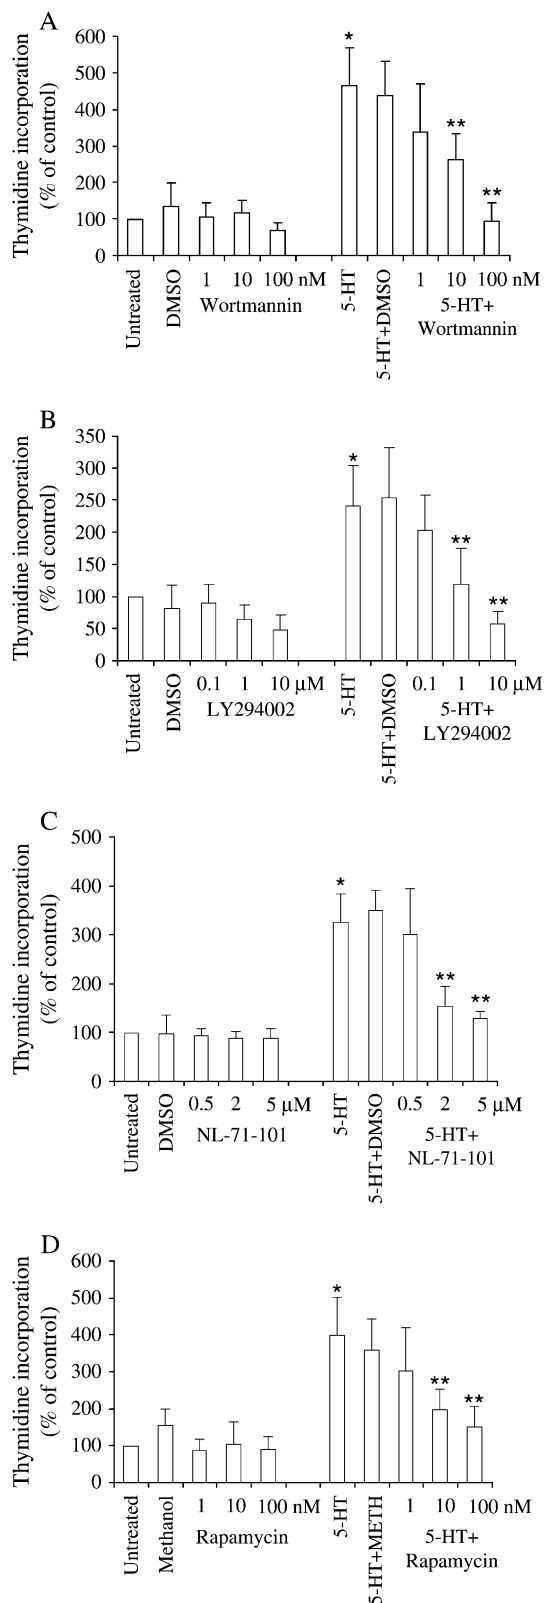 A
Thymidine incorporation
(% of control)
600
500
400
300
200
100
0
*
**
**
Untreated
DMSO
1 10 100 nM
Wortmannin
5-HT
5-HT+DMSO
1 10 100 nM
5-HT+
Wortmannin
B
Thymidine incorporation
(% of control)
350
300
250
200
150
100
50
0
*
**
**
Untreated
DMSO
0.1 1 10 µM
LY294002
5-HT
5-HT+DMSO
0.1 1 10 µM
5-HT+
LY294002
C
Thymidine incorporation
(% of control)
500
400
300
200
100
0
*
**
**
Untreated
DMSO
0.5 2 5 µM
NL-71-101
5-HT
5-HT+DMSO
0.5 2 5 µM
5-HT+
NL-71-101
D
Thymidine incorporation
(% of control)
600
500
400
300
200
100
0
*
**
**
Untreated
Methanol
1 10 100 nM
Rapamycin
5-HT
5-HT+METH
1 10 100 nM
5-HT+
Rapamycin